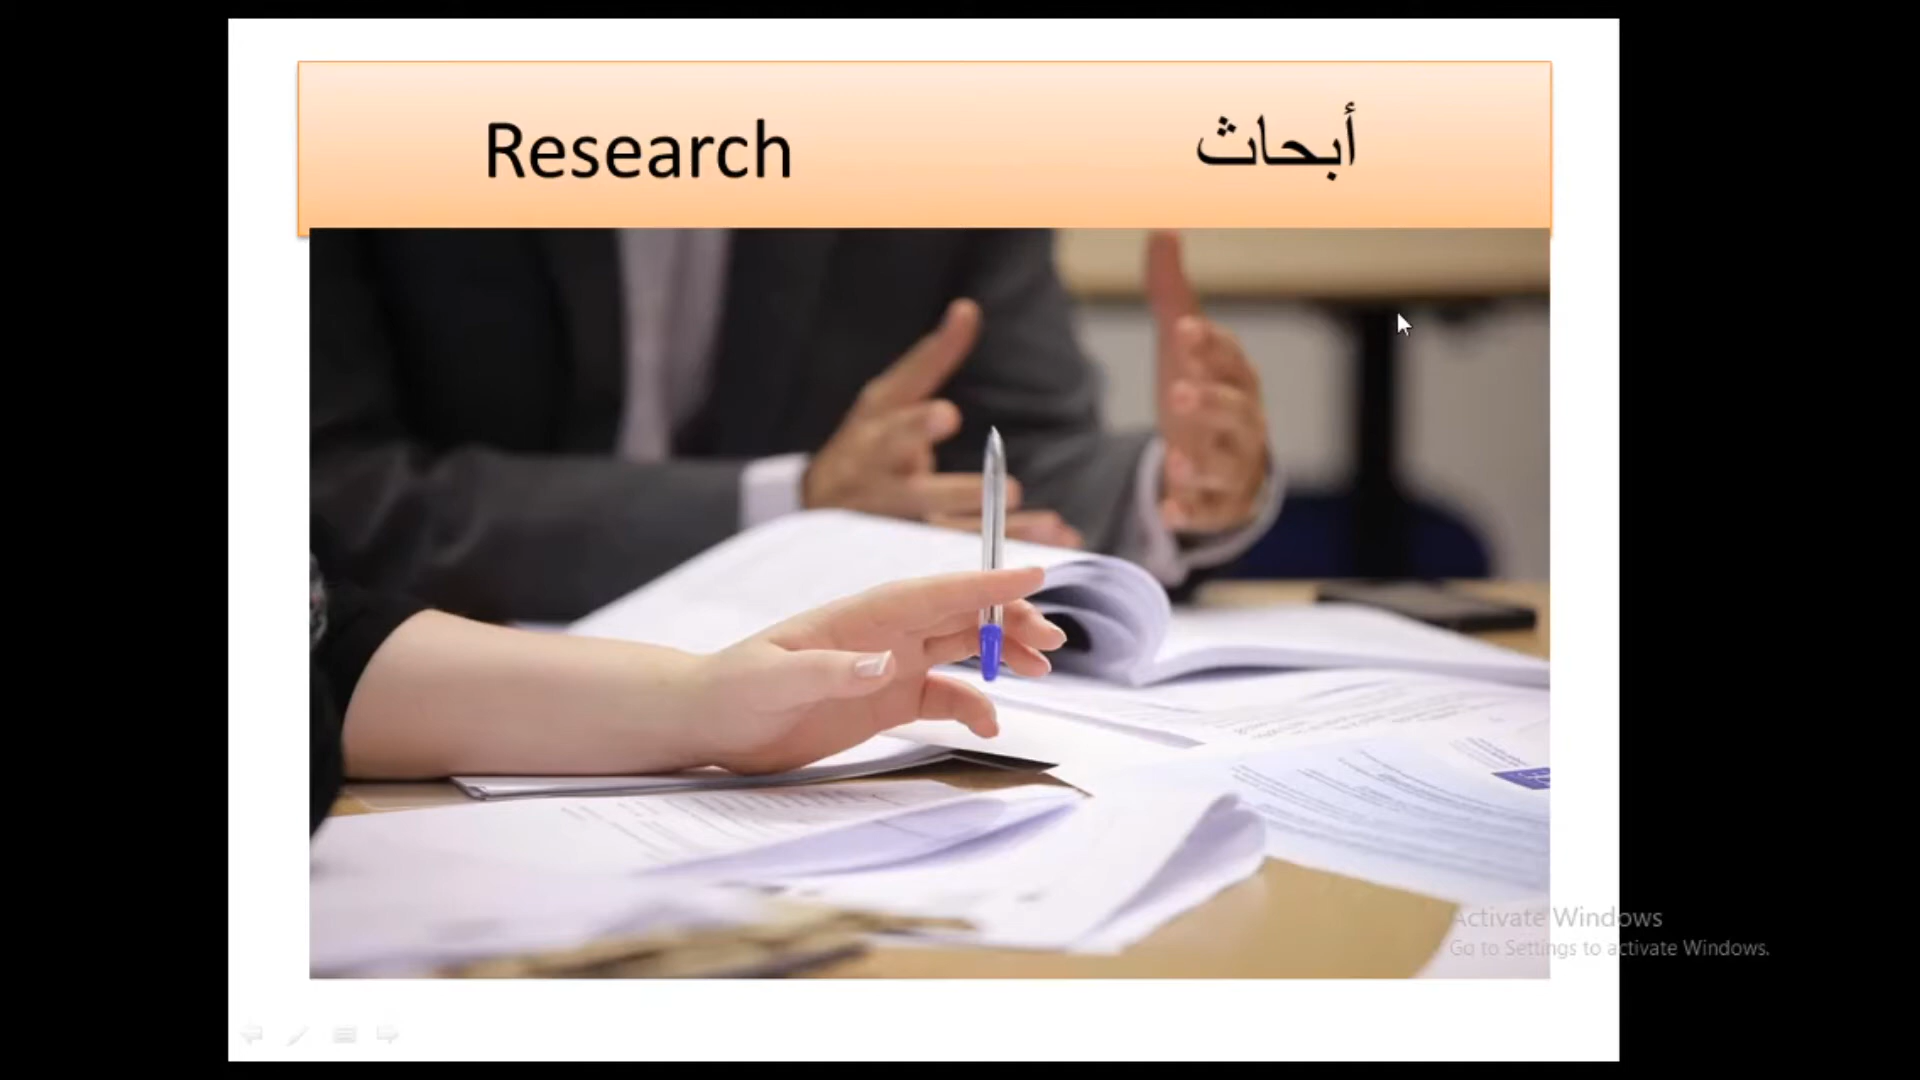 Research أبحاث
Activate Windows
Go to Settings to activate Windows.